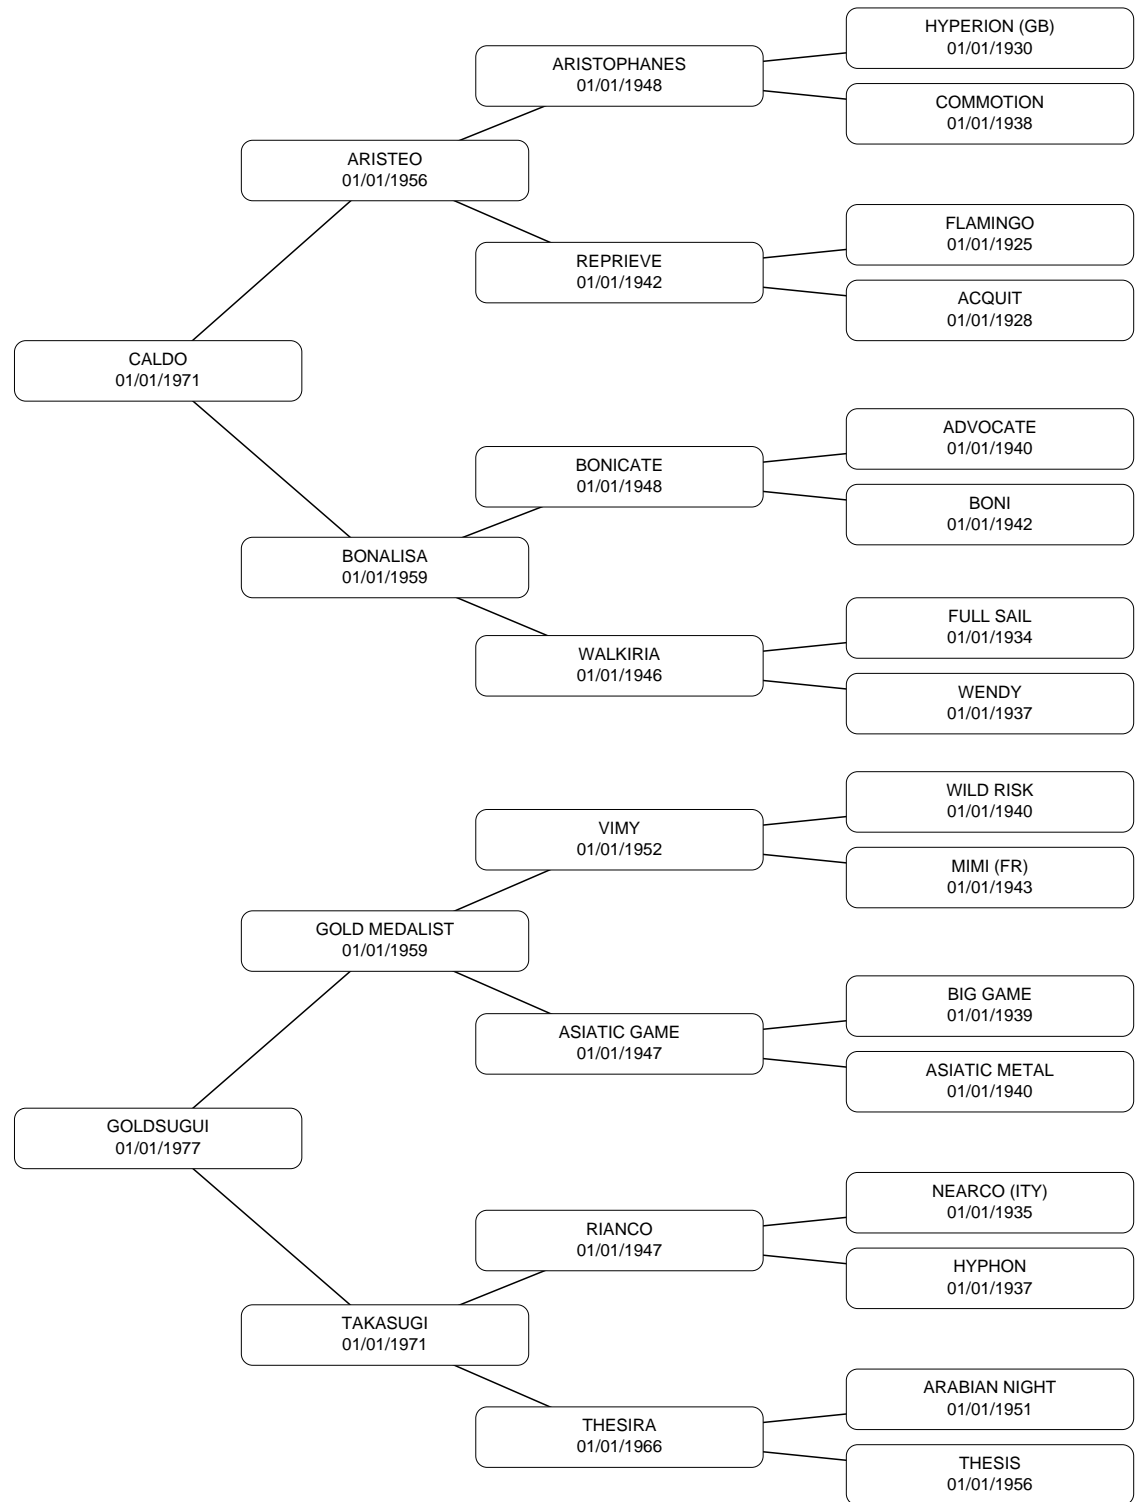 HYPERION (GB)
01/01/1930
ARISTOPHANES
01/01/1948
COMMOTION
01/01/1938
ARISTEO
01/01/1956
FLAMINGO
01/01/1925
REPRIEVE
01/01/1942
ACQUIT
01/01/1928
CALDO
01/01/1971
ADVOCATE
01/01/1940
BONICATE
01/01/1948
BONI
01/01/1942
BONALISA
01/01/1959
FULL SAIL
01/01/1934
WALKIRIA
01/01/1946
WENDY
01/01/1937
WILD RISK
01/01/1940
VIMY
01/01/1952
MIMI (FR)
01/01/1943
GOLD MEDALIST
01/01/1959
BIG GAME
01/01/1939
ASIATIC GAME
01/01/1947
ASIATIC METAL
01/01/1940
GOLDSUGUI
01/01/1977
NEARCO (ITY)
01/01/1935
RIANCO
01/01/1947
HYPHON
01/01/1937
TAKASUGI
01/01/1971
ARABIAN NIGHT
01/01/1951
THESIRA
01/01/1966
THESIS
01/01/1956